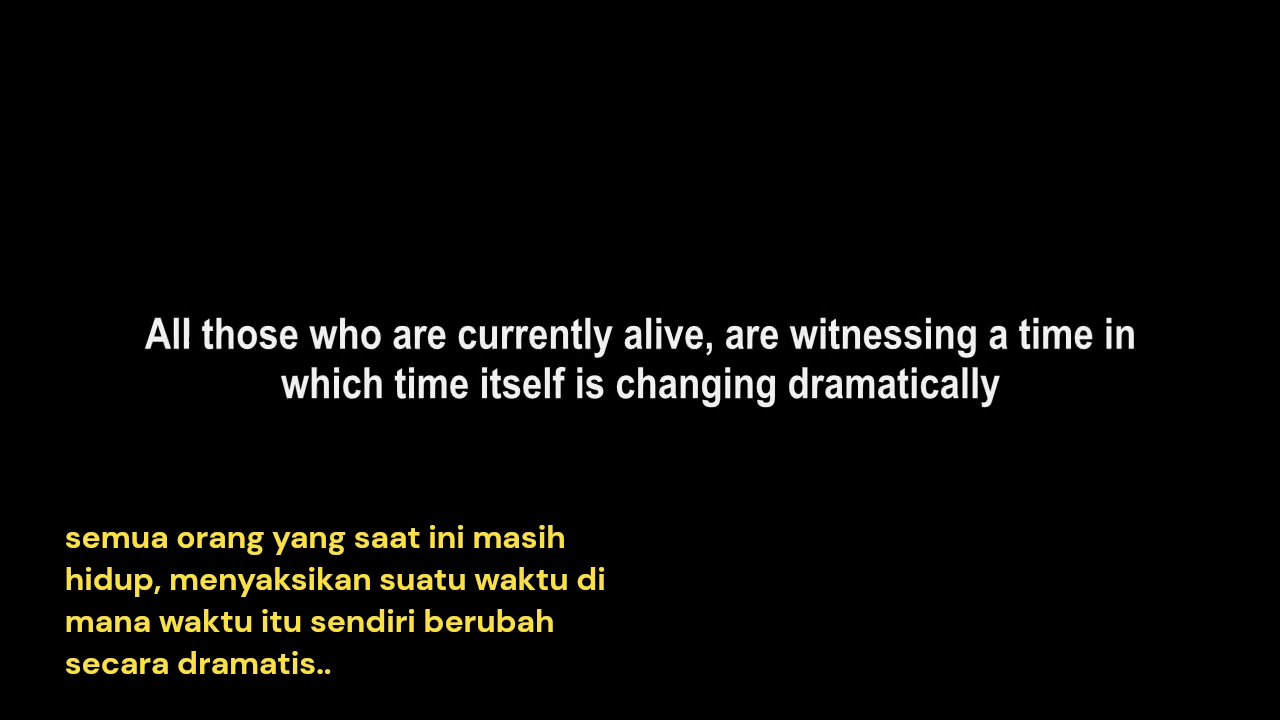 All those who are currently alive, are witnessing a time in
which time itself is changing dramatically
semua orang yang saat ini masih
hidup, menyaksikan suatu waktu di
mana waktu itu sendiri berubah
secara dramatis..